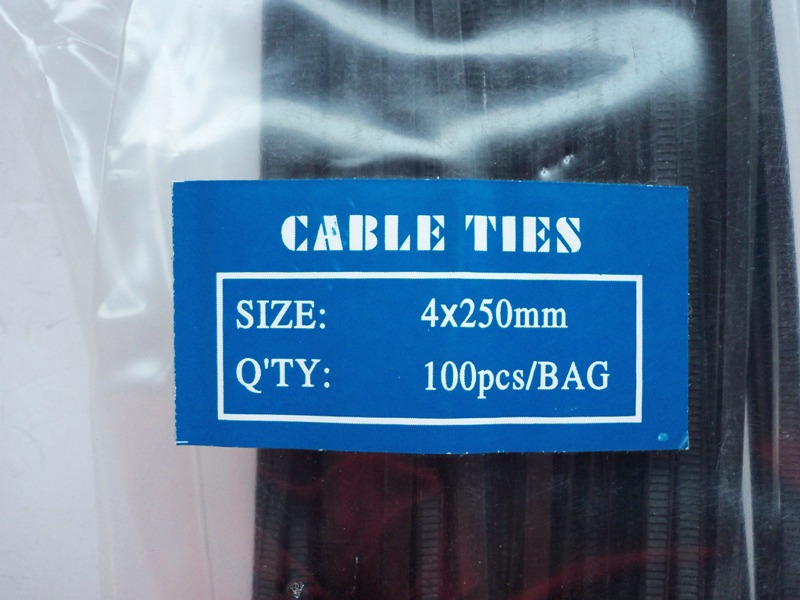 CABLE TIES
SIZE: 4x250mm
Q'TY: 100pcs/BAG